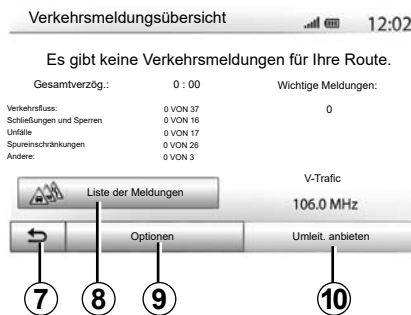 Verkehrsmeldungsübersicht 12:02
Es gibt keine Verkehrsmeldungen für Ihre Route.
Gesamtverzög.: 0 : 00 Wichtige Meldungen:
Verkehrsfluss: 0 VON 37 0
Schließungen und Sperren 0 VON 16
Unfälle 0 VON 17
Spureinschränkungen 0 VON 26
Andere: 0 VON 3
Liste der Meldungen V-Trafic
106.0 MHz
Optionen Umleit. anbieten
7 8 9 10